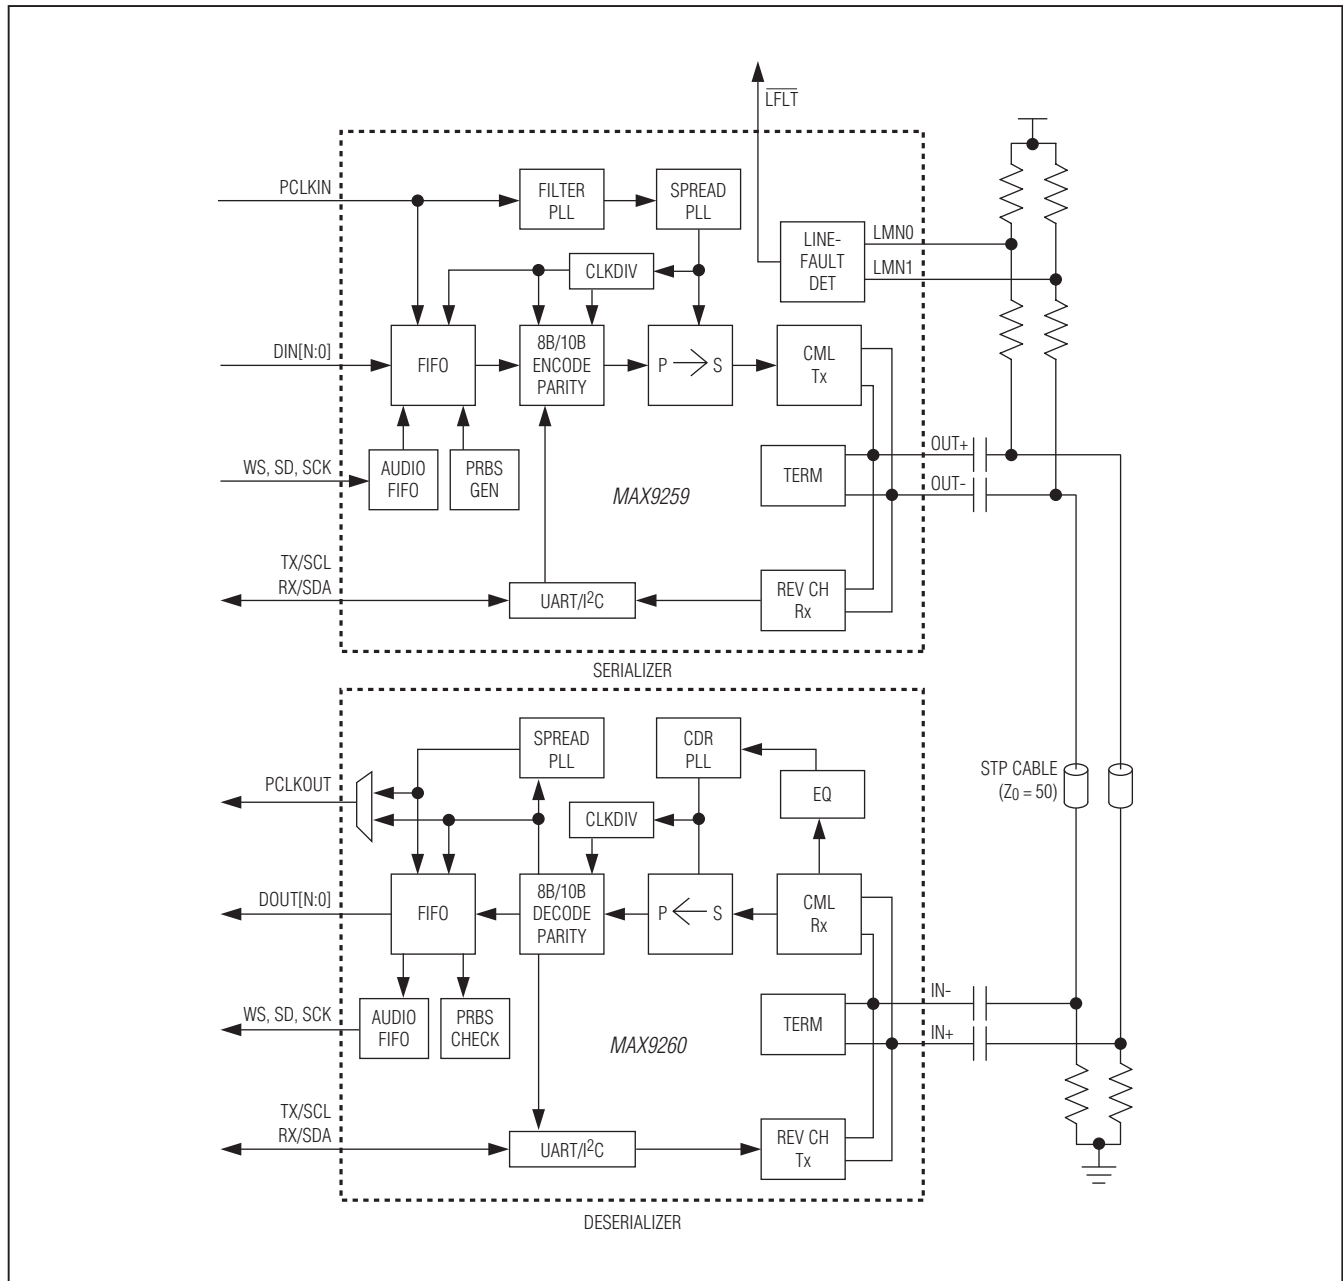 LFLT
PCLKIN
FILTER
PLL
SPREAD
PLL
LINE-
FAULT
DET
LMN0
LMN1
CLKDIV
DIN[N:0]
FIFO
8B/10B
ENCODE
PARITY
P S
CML
Tx
WS, SD, SCK
AUDIO
FIFO
PRBS
GEN
MAX9259
TERM
OUT+
OUT-
TX/SCL
RX/SDA
UART/I2C
REV CH
Rx
SERIALIZER
SPREAD
PLL
CDR
PLL
PCLKOUT
EQ
STP CABLE
(Z0 = 50)
CLKDIV
DOUT[N:0]
FIFO
8B/10B
DECODE
PARITY
P S
CML
Rx
WS, SD, SCK
AUDIO
FIFO
PRBS
CHECK
MAX9260
TERM
IN-
IN+
TX/SCL
RX/SDA
UART/I2C
REV CH
Tx
DESERIALIZER